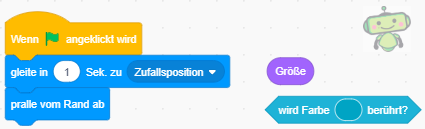 Wenn angeklickt wird
gleite in 1 Sek. zu Zufallsposition
pralle vom Rand ab
Größe
wird Farbe berührt?